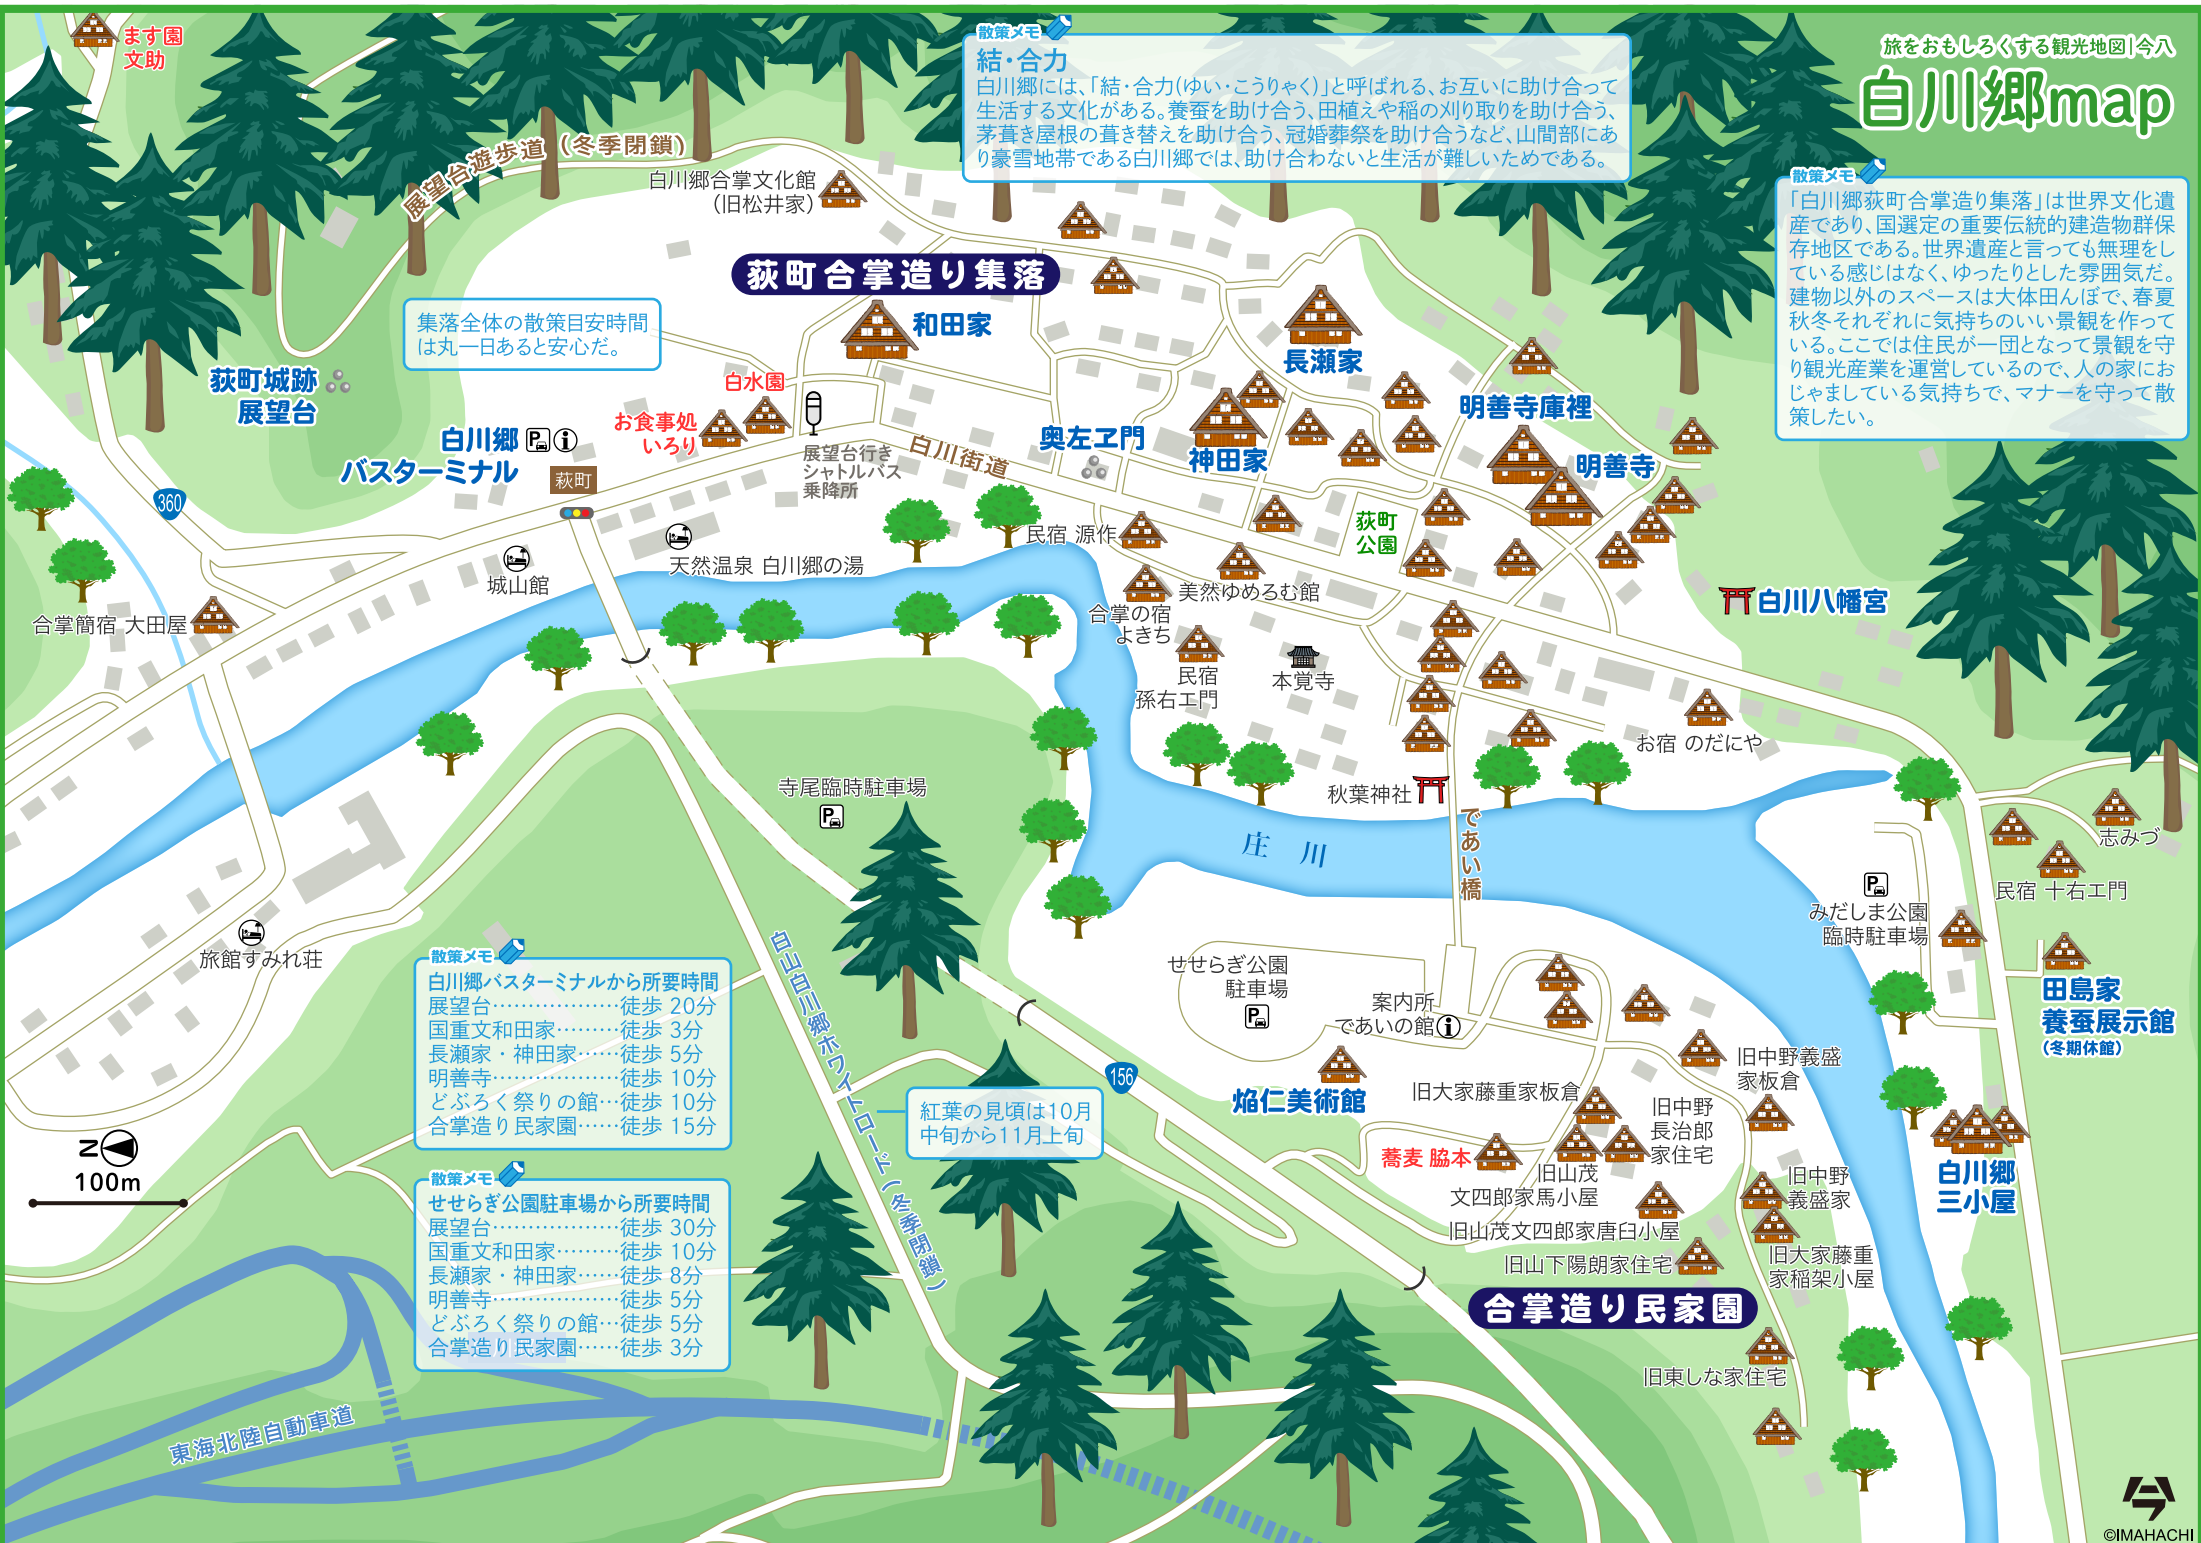 旅をおもしろくする観光地図|今八
白川郷map
ます園
文助
散策メモ
結・合力
白川郷には、「結・合力(ゆい・こうりゃく)」と呼ばれる、お互いに助け合って
生活する文化がある。養蚕を助け合う、田植えや稲の刈り取りを助け合う、
茅葺き屋根の葺き替えを助け合う、冠婚葬祭を助け合うなど、山間部にあ
り豪雪地帯である白川郷では、助け合わないと生活が難しいためである。
散策メモ
「白川郷荻町合掌造り集落」は世界文化遺
産であり、国選定の重要伝統的建造物群保
存地区である。世界遺産と言っても無理をし
ている感じはなく、ゆったりとした雰囲気だ。
建物以外のスペースは大体田んぼで、春夏
秋冬それぞれに気持ちのいい景観を作って
いる。ここでは住民が一団となって景観を守
り観光産業を運営しているので、人の家にお
じゃましている気持ちで、マナーを守って散
策したい。
展望台遊歩道(冬季閉鎖)
白川郷合掌文化館
(旧松井家)
荻町合掌造り集落
集落全体の散策目安時間
は丸一日あると安心だ。
和田家
長瀬家
荻町城跡
展望台
白水園
お食事処
いろり
白川郷
バスターミナル
P
i
萩町
展望台行き
シャトルバス
乗降所
白川街道
奥左ヱ門
神田家
明善寺庫裡
明善寺
360
荻町
公園
民宿 源作
天然温泉 白川郷の湯
城山館
美然ゆめろむ館
合掌の宿
よきち
合掌簡宿 大田屋
白川八幡宮
民宿
孫右エ門
本覚寺
お宿 のだにや
秋葉神社
寺尾臨時駐車場
P
であい橋
庄川
志みづ
民宿 十右エ門
P
みだしま公園
臨時駐車場
旅館すみれ荘
せせらぎ公園
駐車場
P
案内所
であいの館
i
田島家
養蚕展示館
(冬期休館)
散策メモ
白川郷バスターミナルから所要時間
展望台………………徒歩 20分
国重文和田家………徒歩 3分
長瀬家・神田家……徒歩 5分
明善寺………………徒歩 10分
どぶろく祭りの館…徒歩 10分
合掌造り民家園……徒歩 15分
白山白川郷ホワイトロード(冬季閉鎖)
156
紅葉の見頃は10月
中旬から11月上旬
焔仁美術館
旧大家藤重家板倉
旧中野義盛
家板倉
旧中野
長治郎
家住宅
蕎麦 脇本
旧山茂
文四郎家馬小屋
旧中野
義盛家
白川郷
三小屋
N
100m
散策メモ
せせらぎ公園駐車場から所要時間
展望台………………徒歩 30分
国重文和田家………徒歩 10分
長瀬家・神田家……徒歩 8分
明善寺………………徒歩 5分
どぶろく祭りの館…徒歩 5分
合掌造り民家園……徒歩 3分
旧山茂文四郎家唐臼小屋
旧山下陽朗家住宅
旧大家藤重
家稲架小屋
合掌造り民家園
旧東しな家住宅
東海北陸自動車道
©IMAHACHI